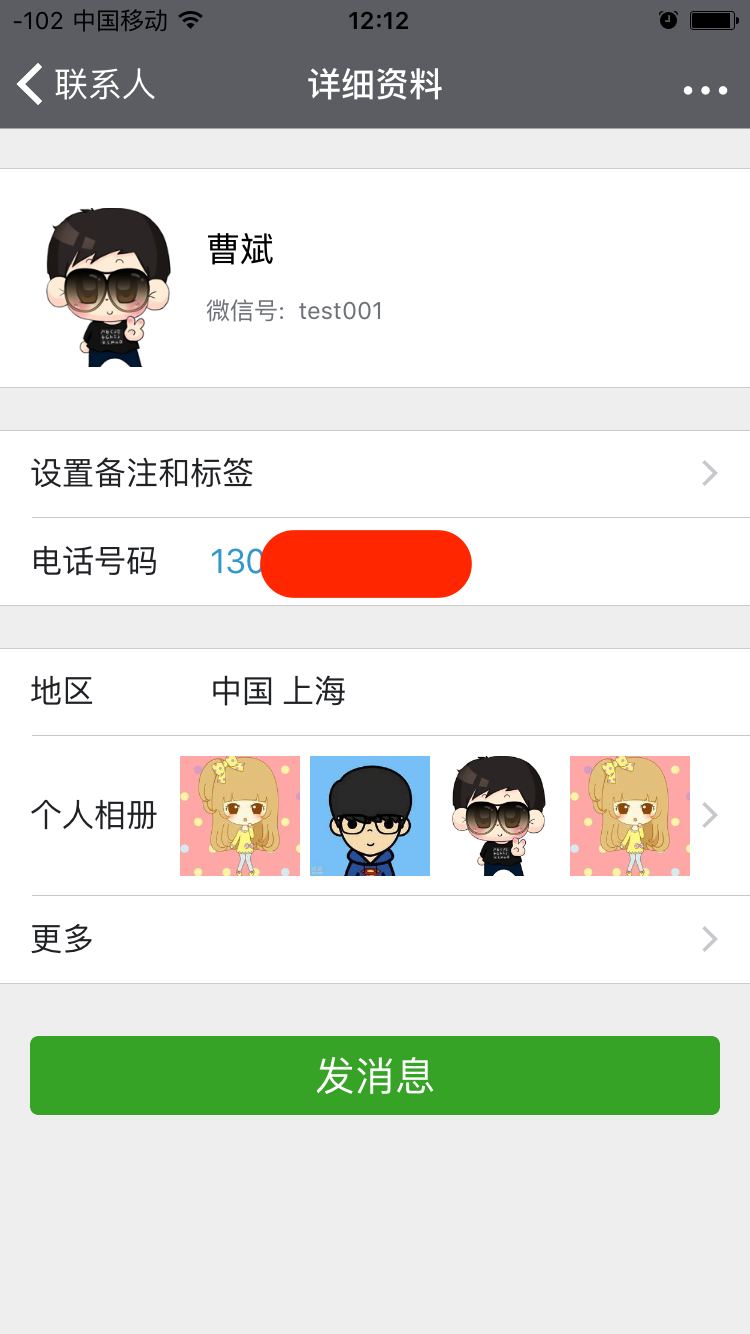 -102 中国移动 12:12
联系人 详细资料
曹斌
微信号: test001
设置备注和标签
电话号码 130
地区 中国 上海
个人相册
更多
发消息